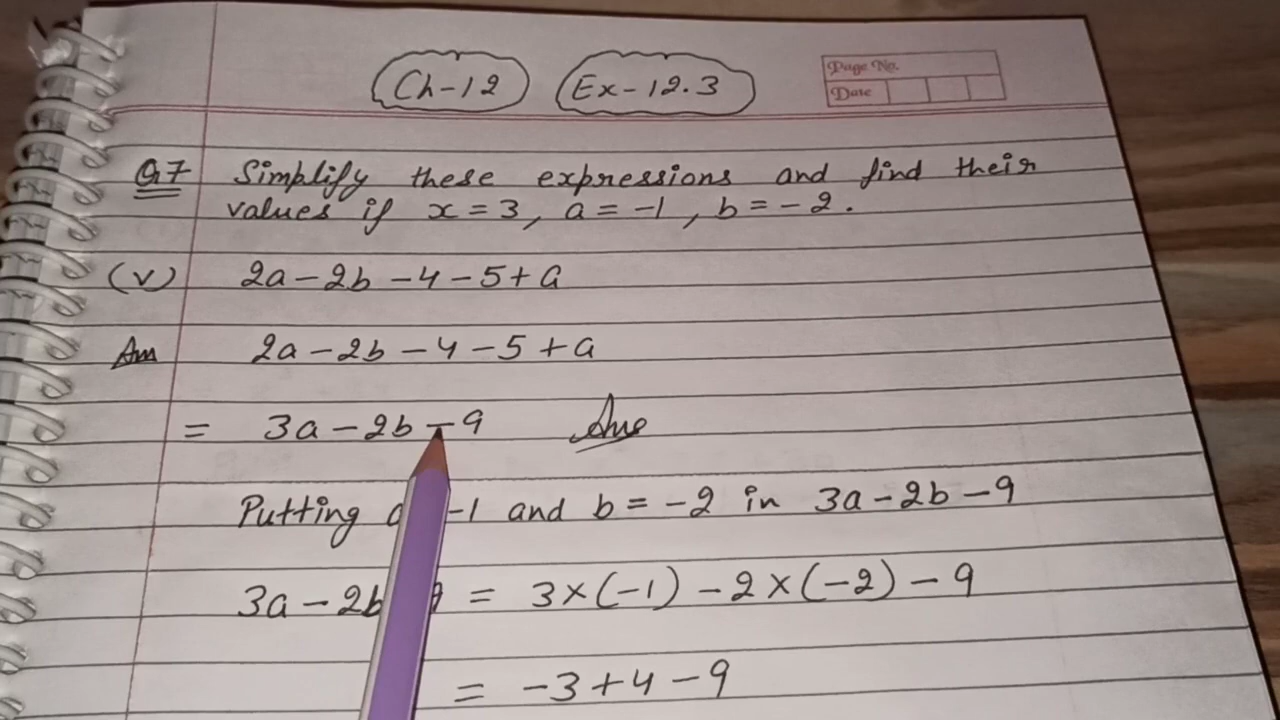 Ch-12 Ex-12.3
Page No.
Date
Q7 Simplify these expressions and find their
values if x = 3, a = -1, b = -2.
(v) 2a - 2b - 4 - 5 + a
Ans 2a - 2b - 4 - 5 + a
= 3a - 2b - 9 Ans
Putting -1 and b = -2 in 3a - 2b - 9
3a - 2b = 3×(-1) - 2×(-2) - 9
= -3 + 4 - 9